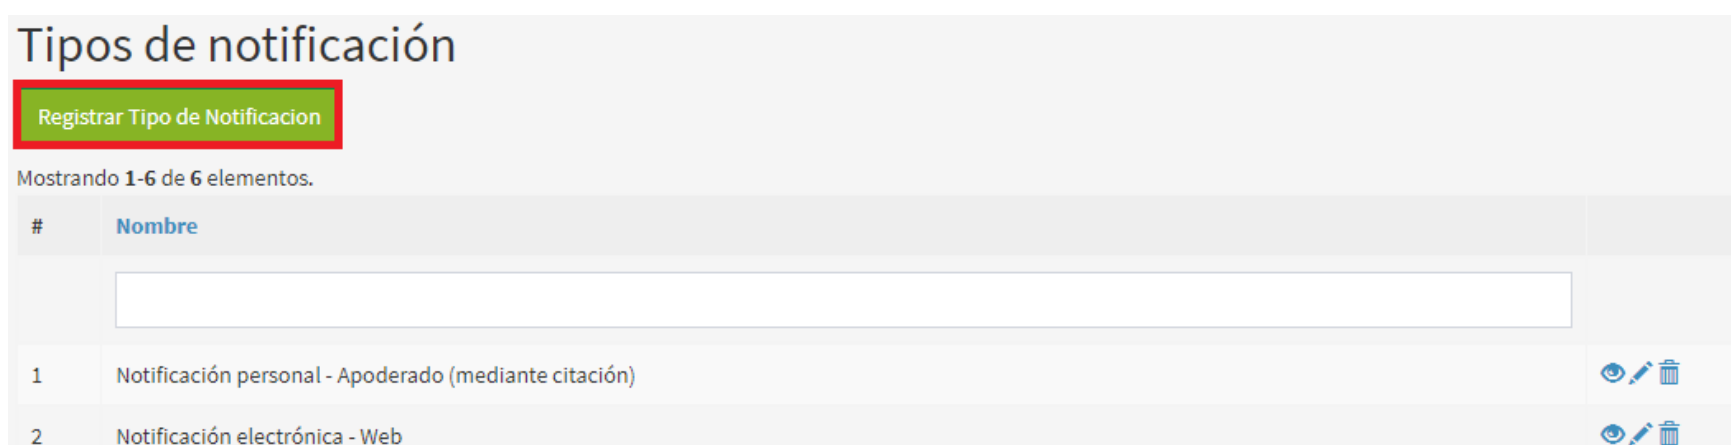 Tipos de notificación
Registrar Tipo de Notificacion
Mostrando 1-6 de 6 elementos.
# Nombre
1 Notificación personal - Apoderado (mediante citación)
2 Notificación electrónica - Web